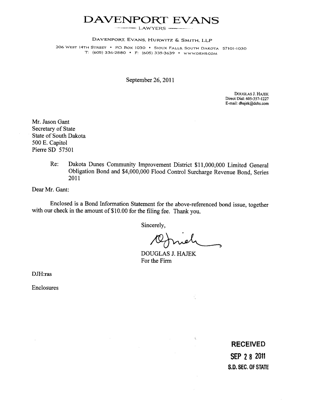 DAVENPORT EVANS
LAWYERS
DAVENPORT, EVANS, HURWITZ & SMITH, LLP
206 WEST 14TH STREET • P.O. BOX 1030 • SIOUX FALLS, SOUTH DAKOTA 57101-1030
T: (605) 336-2880 • F: (605) 335-3639 • WWW.DEHS.COM
September 26, 2011
DOUGLAS J. HAJEK
Direct Dial: 605-357-1227
E-mail: dhajek@dehs.com
Mr. Jason Gant
Secretary of State
State of South Dakota
500 E. Capitol
Pierre SD 57501
Re: Dakota Dunes Community Improvement District $11,000,000 Limited General
Obligation Bond and $4,000,000 Flood Control Surcharge Revenue Bond, Series
2011
Dear Mr. Gant:
Enclosed is a Bond Information Statement for the above-referenced bond issue, together
with our check in the amount of $10.00 for the filing fee. Thank you.
Sincerely,
DOUGLAS J. HAJEK
For the Firm
DJH/ras
Enclosures
RECEIVED
SEP 28 2011
S.D. SEC. OF STATE